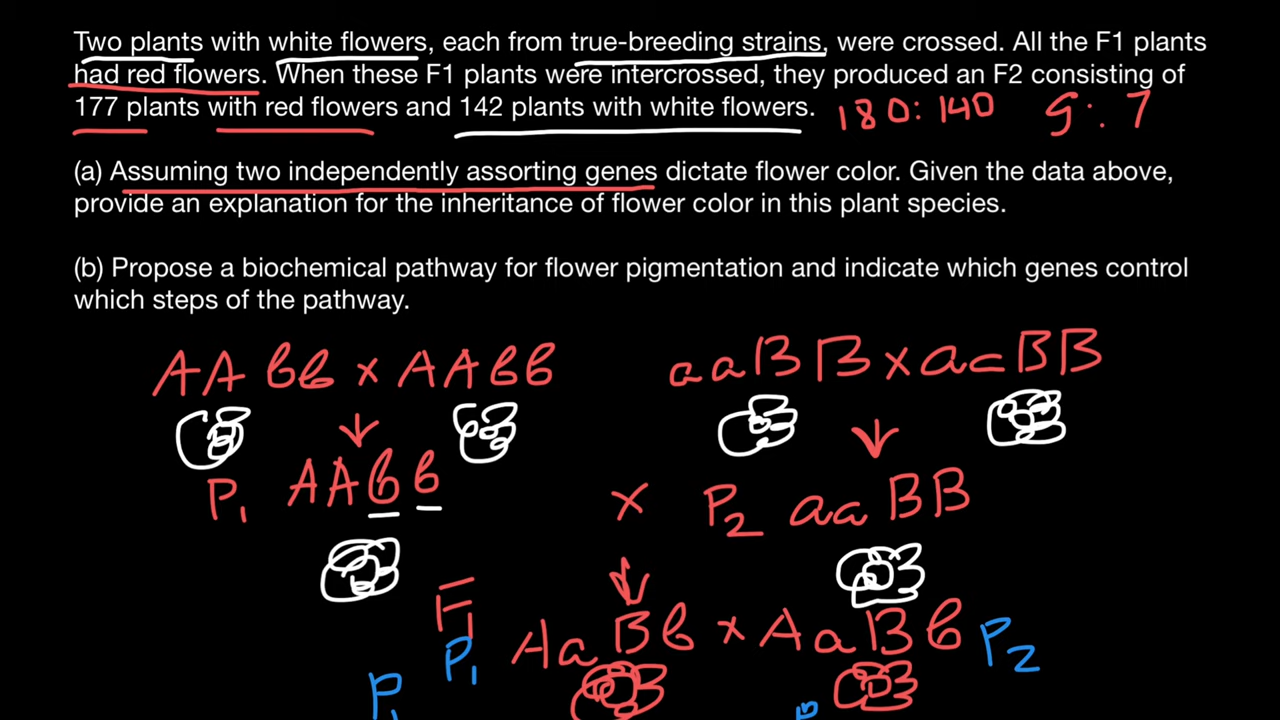 Two plants with white flowers, each from true-breeding strains, were crossed. All the F1 plants
had red flowers. When these F1 plants were intercrossed, they produced an F2 consisting of
177 plants with red flowers and 142 plants with white flowers. 180:140 9:7
(a) Assuming two independently assorting genes dictate flower color. Given the data above,
provide an explanation for the inheritance of flower color in this plant species.
(b) Propose a biochemical pathway for flower pigmentation and indicate which genes control
which steps of the pathway.
AAbb x AAbb aaBB x aaBB
P1 AAbb x P2 aaBB
F1
P1 AaBb x AaBb P2
P1